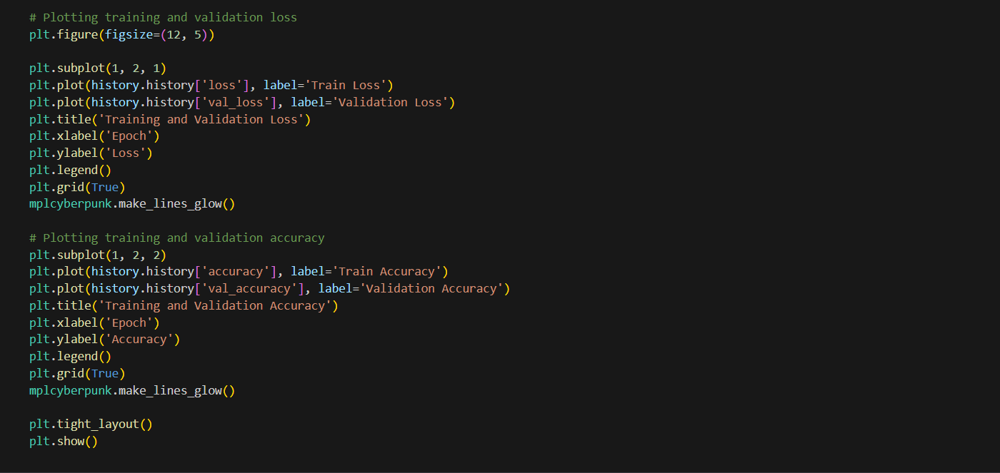 # Plotting training and validation loss
plt.figure(figsize=(12, 5))
plt.subplot(1, 2, 1)
plt.plot(history.history['loss'], label='Train Loss')
plt.plot(history.history['val_loss'], label='Validation Loss')
plt.title('Training and Validation Loss')
plt.xlabel('Epoch')
plt.ylabel('Loss')
plt.legend()
plt.grid(True)
mplcyberpunk.make_lines_glow()
# Plotting training and validation accuracy
plt.subplot(1, 2, 2)
plt.plot(history.history['accuracy'], label='Train Accuracy')
plt.plot(history.history['val_accuracy'], label='Validation Accuracy')
plt.title('Training and Validation Accuracy')
plt.xlabel('Epoch')
plt.ylabel('Accuracy')
plt.legend()
plt.grid(True)
mplcyberpunk.make_lines_glow()
plt.tight_layout()
plt.show()